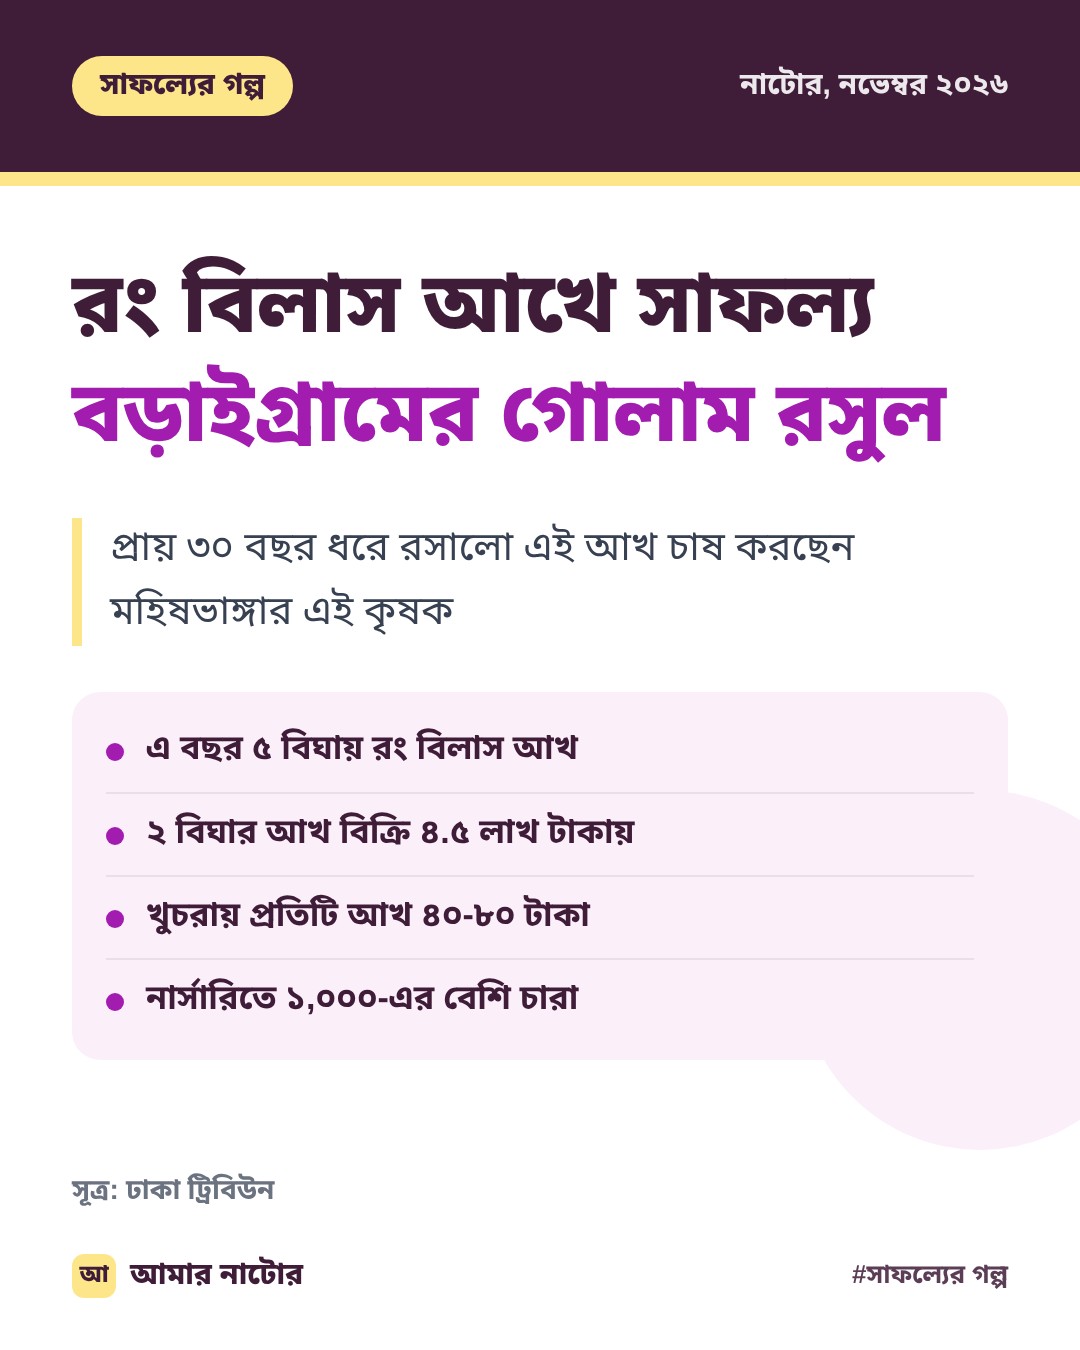 সাফল্যের গল্প
নাটোর, নভেম্বর ২০২৬
রং বিলাস আখে সাফল্য
বড়াইগ্রামের গোলাম রসুল
প্রায় ৩০ বছর ধরে রসালো এই আখ চাষ করছেন
মহিষভাঙ্গার এই কৃষক
এ বছর ৫ বিঘায় রং বিলাস আখ
২ বিঘার আখ বিক্রি ৪.৫ লাখ টাকায়
খুচরায় প্রতিটি আখ ৪০-৮০ টাকা
নার্সারিতে ১,০০০-এর বেশি চারা
সূত্র: ঢাকা ট্রিবিউন
আ আমার নাটোর
#সাফল্যের গল্প